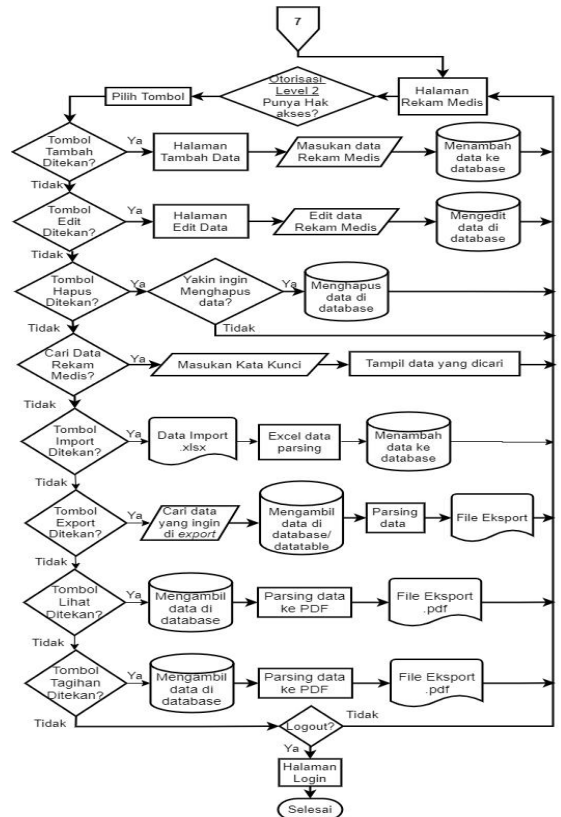 7
Otorisasi
Level 2
Punya Hak
akses?
Halaman
Rekam Medis
Pilih Tombol
Tombol
Tambah
Ditekan?
Ya
Halaman
Tambah Data
Masukan data
Rekam Medis
Menambah
data ke
database
Tidak
Tombol
Edit
Ditekan?
Ya
Halaman
Edit Data
Edit data
Rekam Medis
Mengedit
data di
database
Tidak
Tombol
Hapus
Ditekan?
Ya
Yakin ingin
Menghapus
data?
Ya
Menghapus
data di
database
Tidak
Tidak
Cari Data
Rekam
Medis?
Ya
Masukan Kata Kunci
Tampil data yang dicari
Tidak
Tombol
Import
Ditekan?
Ya
Data Import
.xlsx
Excel data
parsing
Menambah
data ke
database
Tidak
Tombol
Export
Ditekan?
Ya
Cari data
yang ingin
di export
Mengambil
data di
database/
datatable
Parsing
data
File Eksport
Tidak
Tombol
Lihat
Ditekan?
Ya
Mengambil
data di
database
Parsing data
ke PDF
File Eksport
.pdf
Tidak
Tombol
Tagihan
Ditekan?
Ya
Mengambil
data di
database
Parsing data
ke PDF
File Eksport
.pdf
Tidak
Logout?
Tidak
Ya
Halaman
Login
Selesai